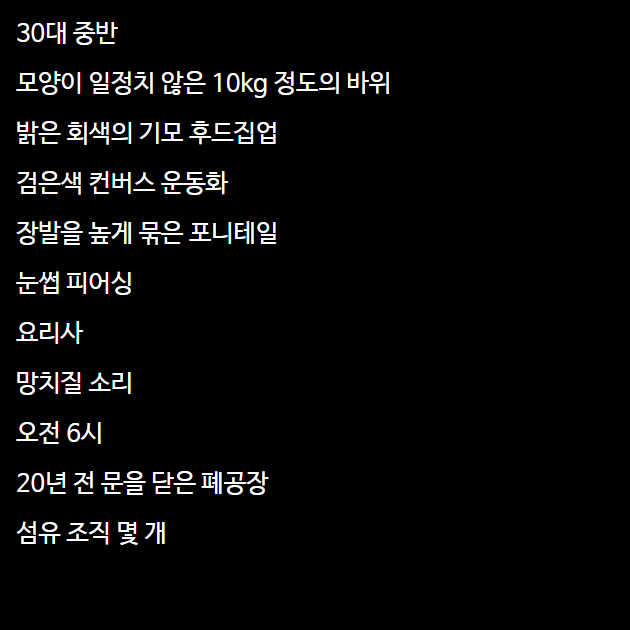 30대 중반
모양이 일정치 않은 10kg 정도의 바위
밝은 회색의 기모 후드집업
검은색 컨버스 운동화
장발을 높게 묶은 포니테일
눈썹 피어싱
요리사
망치질 소리
오전 6시
20년 전 문을 닫은 폐공장
섬유 조직 몇 개